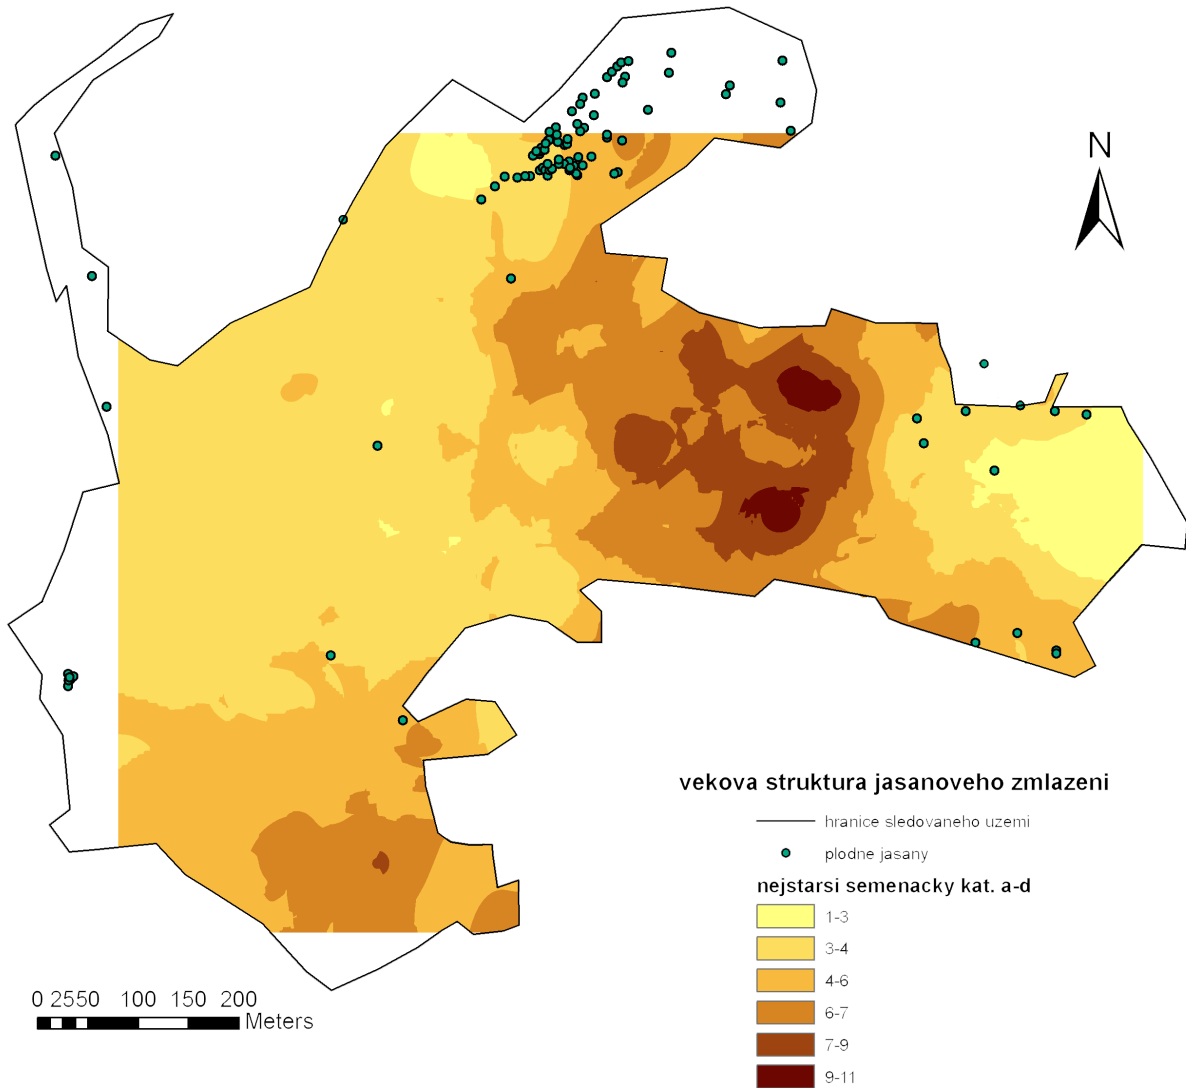 N
vekova struktura jasanoveho zmlazeni
hranice sledovaneho uzemi
plodne jasany
nejstarsi semenacky kat. a-d
1-3
3-4
4-6
6-7
7-9
9-11
0 2550 100 150 200
Meters